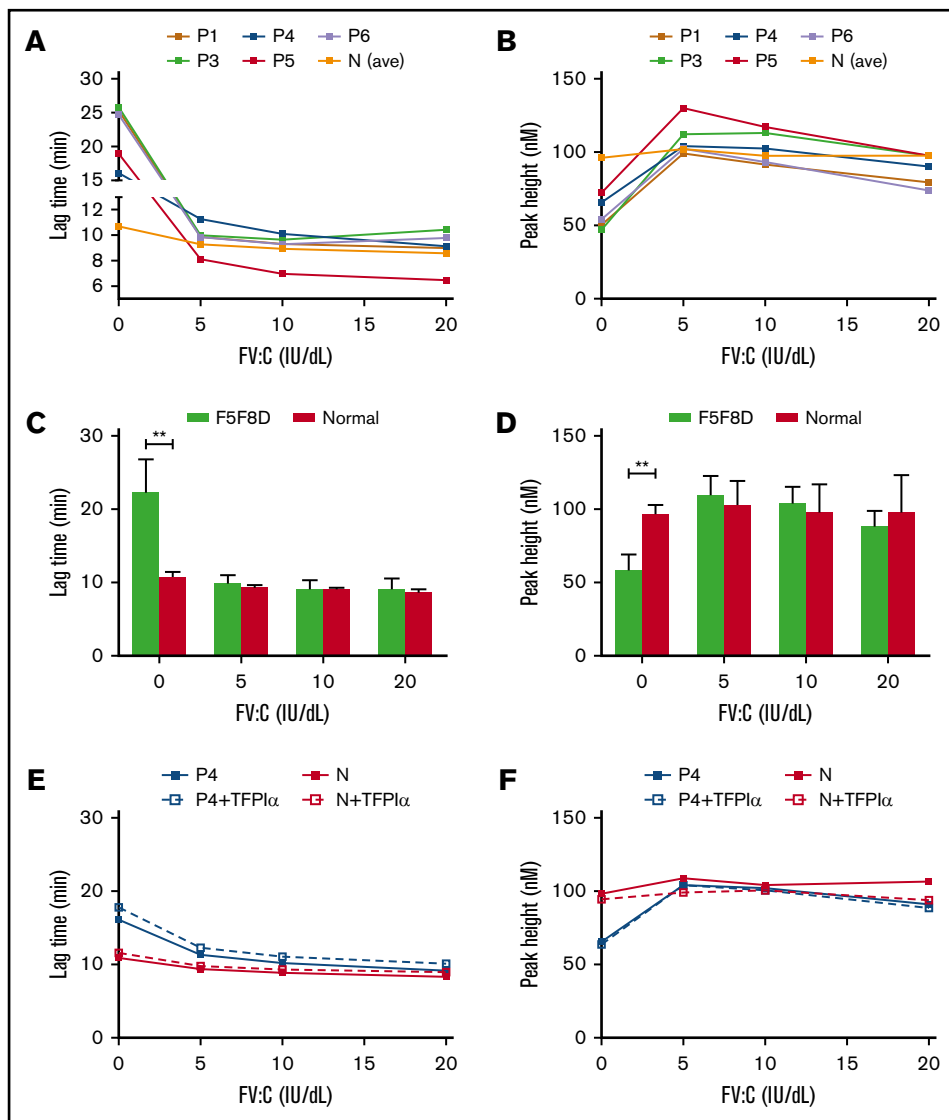 A
P1 P4 P6
P3 P5 N (ave)
Lag time (min)
30
25
20
15
12
10
8
6
0 5 10 15 20
FV:C (IU/dL)
B
P1 P4 P6
P3 P5 N (ave)
Peak height (nM)
150
100
50
0
0 5 10 15 20
FV:C (IU/dL)
C
F5F8D Normal
**
Lag time (min)
30
20
10
0
0 5 10 20
FV:C (IU/dL)
D
F5F8D Normal
**
Peak height (nM)
150
100
50
0
0 5 10 20
FV:C (IU/dL)
E
P4 N
P4+TFPIα N+TFPIα
Lag time (min)
30
20
10
0
0 5 10 15 20
FV:C (IU/dL)
F
P4 N
P4+TFPIα N+TFPIα
Peak height (nM)
150
100
50
0
0 5 10 15 20
FV:C (IU/dL)